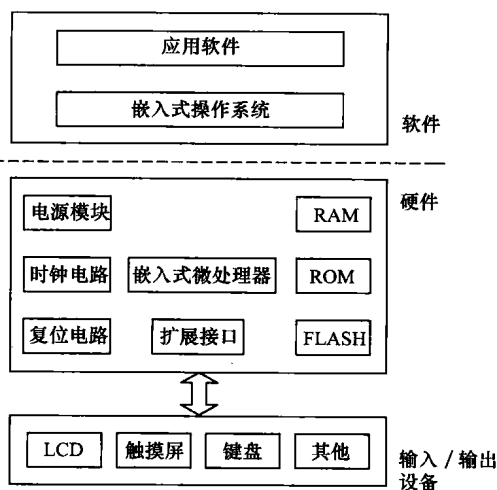 应用软件
嵌入式操作系统
软件
硬件
电源模块
RAM
时钟电路
嵌入式微处理器
ROM
复位电路
扩展接口
FLASH
LCD
触摸屏
键盘
其他
输入/输出
设备